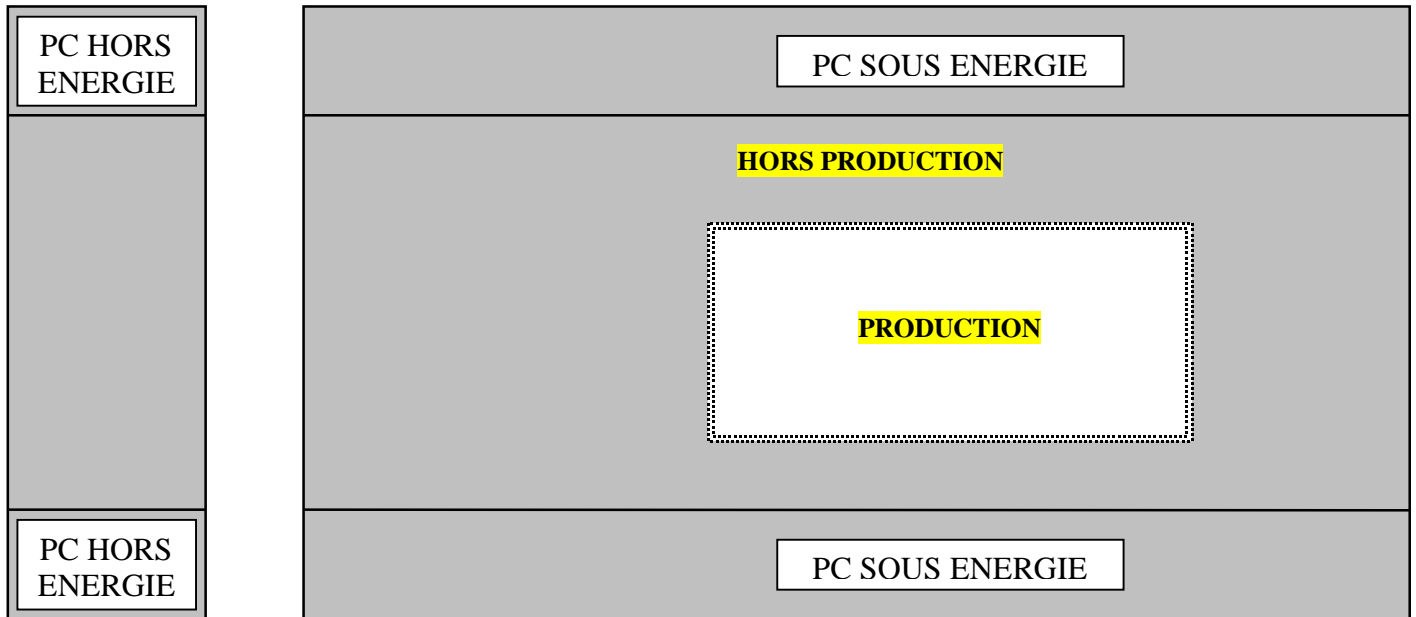 PC HORS
ENERGIE
PC SOUS ENERGIE
HORS PRODUCTION
PRODUCTION
PC HORS
ENERGIE
PC SOUS ENERGIE